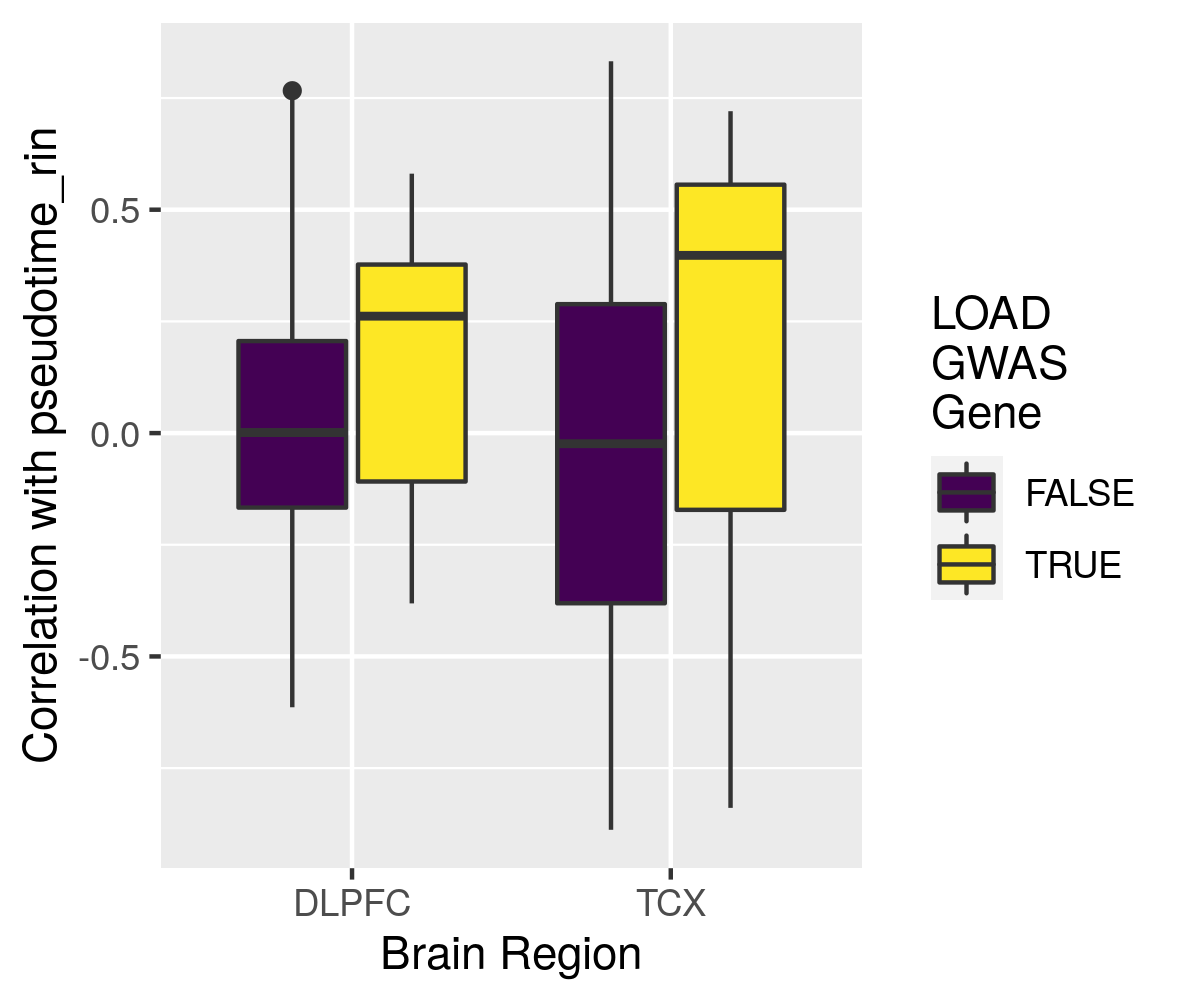 Correlation with pseudotime_rin
0.5
0.0
-0.5
DLPFC
TCX
Brain Region
LOAD
GWAS
Gene
FALSE
TRUE